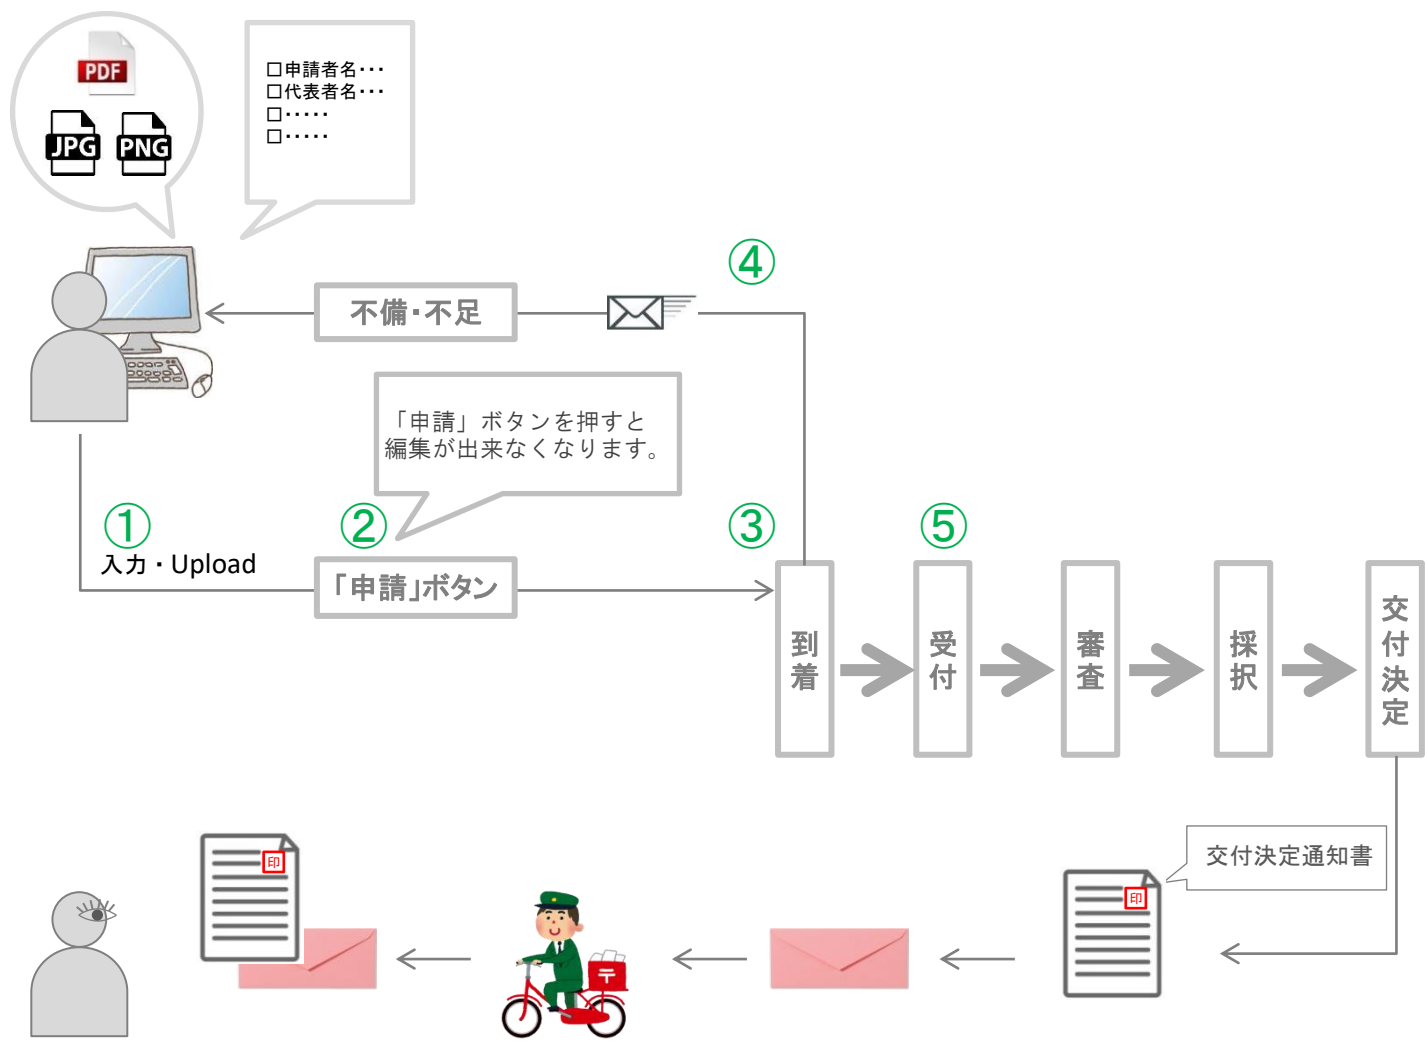 PDF
JPG
PNG
□申請者名･･･
□代表者名･･･
□･････
□･････
④
不備・不足
「申請」ボタンを押すと
編集が出来なくなります。
①
入力・Upload
②
「申請」ボタン
③
到着
⑤
受付
審査
採択
交付決定
交付決定通知書
印
印
〒